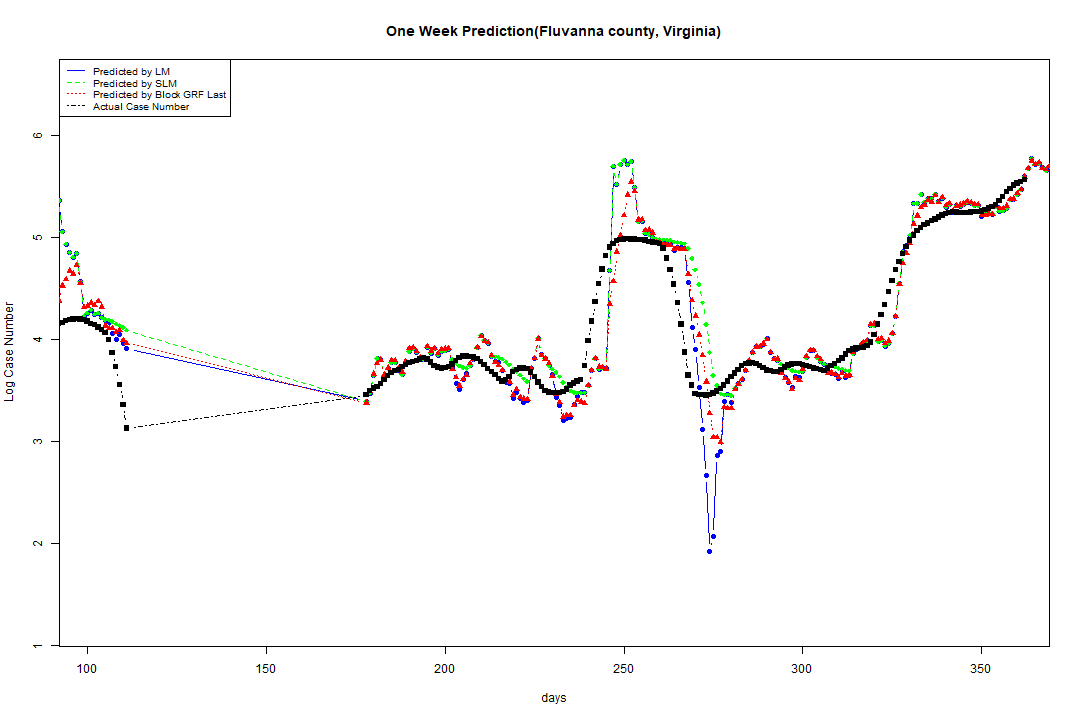 One Week Prediction(Fluvanna county, Virginia)
Predicted by LM
Predicted by SLM
Predicted by Block GRF Last
Actual Case Number
Log Case Number
6
5
4
3
2
1
100 150 200 250 300 350
days